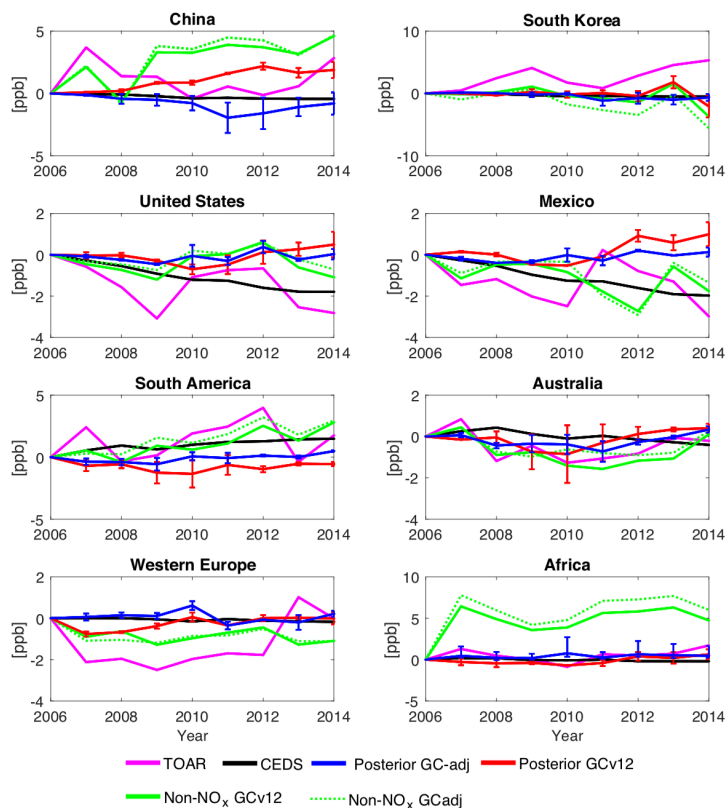 China
South Korea
[ppb]
5
0
-5
2006 2008 2010 2012 2014
10
0
-10
2006 2008 2010 2012 2014
United States
Mexico
[ppb]
2
0
-2
-4
2006 2008 2010 2012 2014
2
0
-2
-4
2006 2008 2010 2012 2014
South America
Australia
[ppb]
5
0
-5
2006 2008 2010 2012 2014
2
0
-2
-4
2006 2008 2010 2012 2014
Western Europe
Africa
[ppb]
2
0
-2
-4
2006 2008 2010 2012 2014
Year
10
5
0
-5
2006 2008 2010 2012 2014
Year
TOAR CEDS Posterior GC-adj Posterior GCv12
Non-NOx GCv12 Non-NOx GCadj